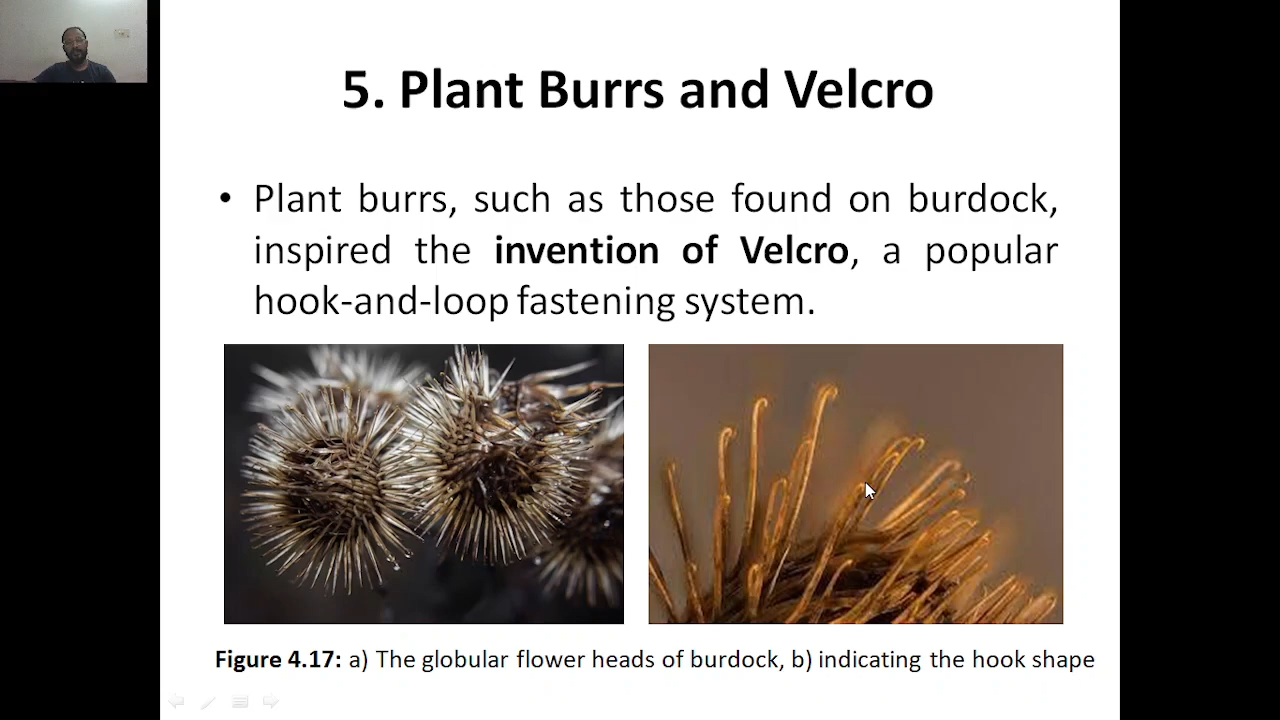 5. Plant Burrs and Velcro
• Plant burrs, such as those found on burdock,
inspired the invention of Velcro, a popular
hook-and-loop fastening system.
Figure 4.17: a) The globular flower heads of burdock, b) indicating the hook shape